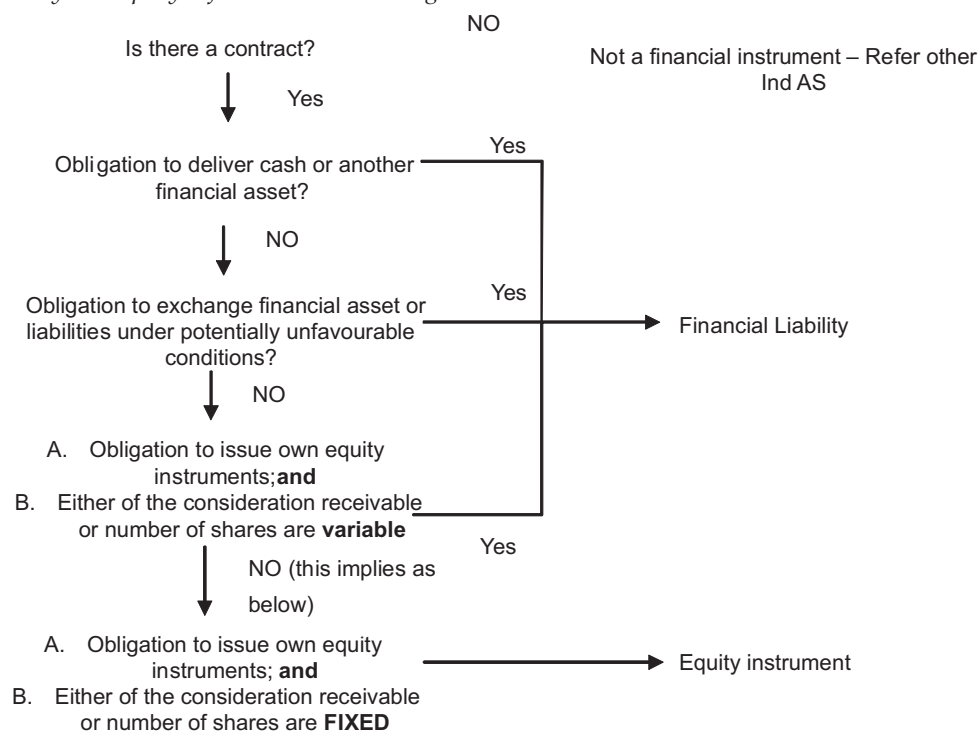 NO
Is there a contract?
Not a financial instrument – Refer other
Ind AS
Yes
Yes
Obligation to deliver cash or another
financial asset?
NO
Yes
Obligation to exchange financial asset or
liabilities under potentially unfavourable
conditions?
Financial Liability
NO
A. Obligation to issue own equity
instruments;and
B. Either of the consideration receivable
or number of shares are variable
Yes
NO (this implies as
below)
A. Obligation to issue own equity
instruments; and
Equity instrument
B. Either of the consideration receivable
or number of shares are FIXED